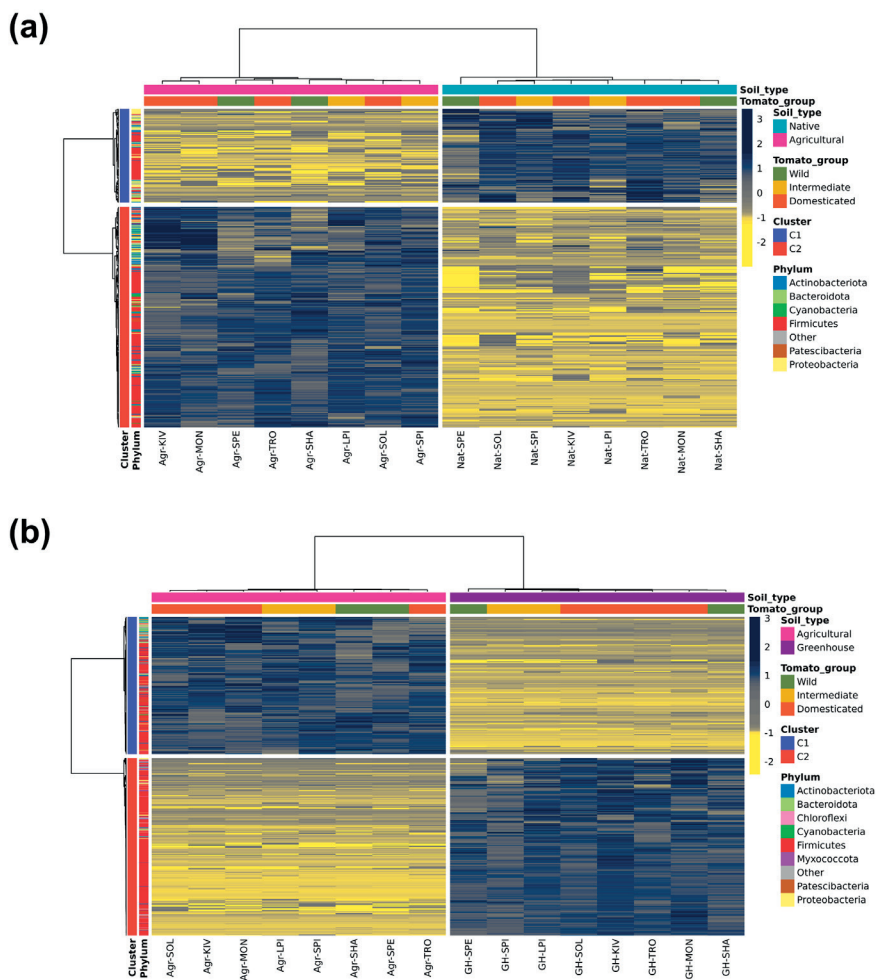 (a)
Soil_type
Tomato_group
3
2
1
0
-1
-2
Soil_type
Native
Agricultural
Tomato_group
Wild
Intermediate
Domesticated
Cluster
C1
C2
Phylum
Actinobacteriota
Bacteroidota
Cyanobacteria
Firmicutes
Other
Patescibacteria
Proteobacteria
Cluster
Phylum
Agr-KIV
Agr-MON
Agr-SPE
Agr-TRO
Agr-SHA
Agr-LPI
Agr-SOL
Agr-SPI
Nat-SPE
Nat-SOL
Nat-SPI
Nat-KIV
Nat-LPI
Nat-TRO
Nat-MON
Nat-SHA
(b)
Soil_type
Tomato_group
3
2
1
0
-1
-2
Soil_type
Agricultural
Greenhouse
Tomato_group
Wild
Intermediate
Domesticated
Cluster
C1
C2
Phylum
Actinobacteriota
Bacteroidota
Chloroflexi
Cyanobacteria
Firmicutes
Myxococcota
Other
Patescibacteria
Proteobacteria
Cluster
Phylum
Agr-SOL
Agr-KIV
Agr-MON
Agr-LPI
Agr-SPI
Agr-SHA
Agr-SPE
Agr-TRO
GH-SPE
GH-SPI
GH-LPI
GH-SOL
GH-KIV
GH-TRO
GH-MON
GH-SHA